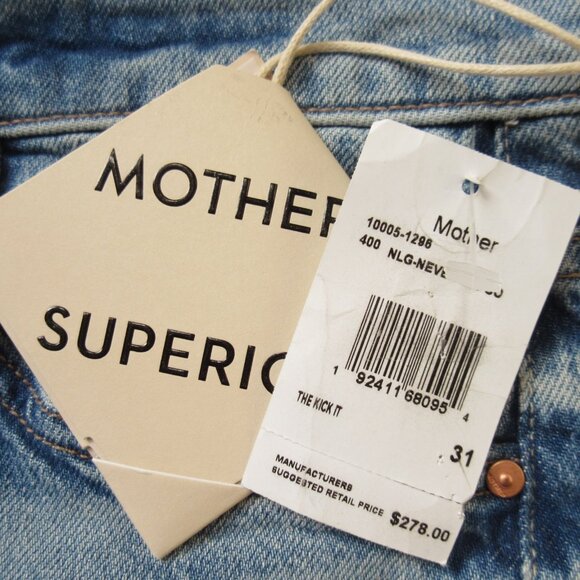 MOTHER
SUPERIO
Mother
10005-1296
400 NLG-NEVE
1 92411 68095 4
THE KICK IT
31
MANUFACTURERS
SUGGESTED RETAIL PRICE $278.00